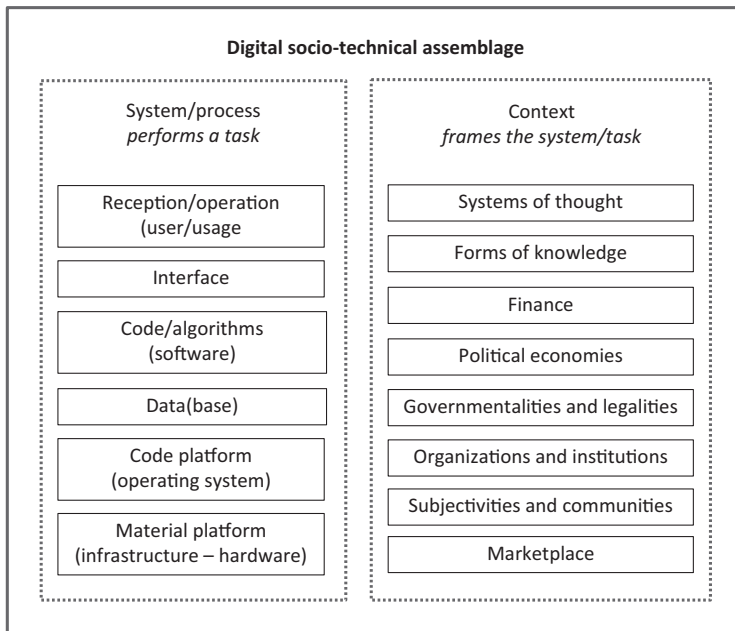 Digital socio-technical assemblage
System/process
performs a task
Reception/operation
(user/usage
Interface
Code/algorithms
(software)
Data(base)
Code platform
(operating system)
Material platform
(infrastructure – hardware)
Context
frames the system/task
Systems of thought
Forms of knowledge
Finance
Political economies
Governmentalities and legalities
Organizations and institutions
Subjectivities and communities
Marketplace